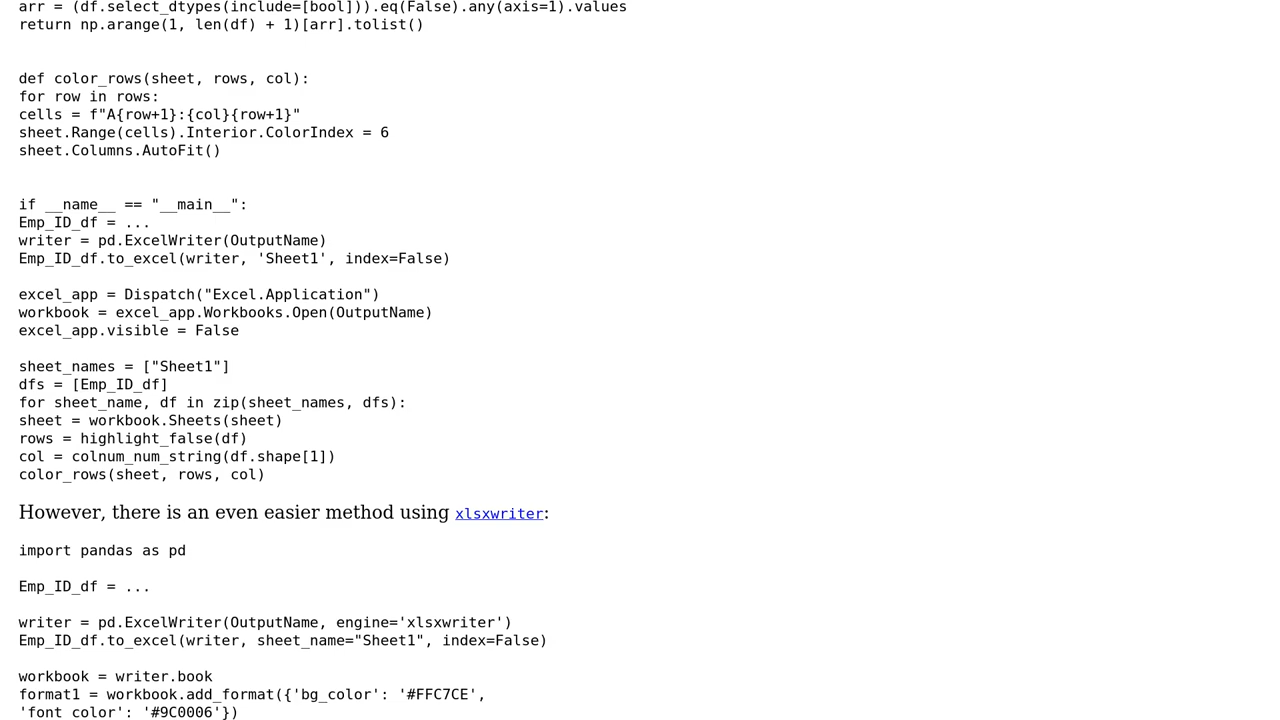 arr = (df.select_dtypes(include=[bool])).eq(False).any(axis=1).values
return np.arange(1, len(df) + 1)[arr].tolist()
def color_rows(sheet, rows, col):
for row in rows:
cells = f"A{row+1}:{col}{row+1}"
sheet.Range(cells).Interior.ColorIndex = 6
sheet.Columns.AutoFit()
if __name__ == "__main__":
Emp_ID_df = ...
writer = pd.ExcelWriter(OutputName)
Emp_ID_df.to_excel(writer, 'Sheet1', index=False)
excel_app = Dispatch("Excel.Application")
workbook = excel_app.Workbooks.Open(OutputName)
excel_app.visible = False
sheet_names = ["Sheet1"]
dfs = [Emp_ID_df]
for sheet_name, df in zip(sheet_names, dfs):
sheet = workbook.Sheets(sheet)
rows = highlight_false(df)
col = colnum_num_string(df.shape[1])
color_rows(sheet, rows, col)
However, there is an even easier method using xlsxwriter:
import pandas as pd
Emp_ID_df = ...
writer = pd.ExcelWriter(OutputName, engine='xlsxwriter')
Emp_ID_df.to_excel(writer, sheet_name="Sheet1", index=False)
workbook = writer.book
format1 = workbook.add_format({'bg_color': '#FFC7CE',
'font_color': '#9C0006'})